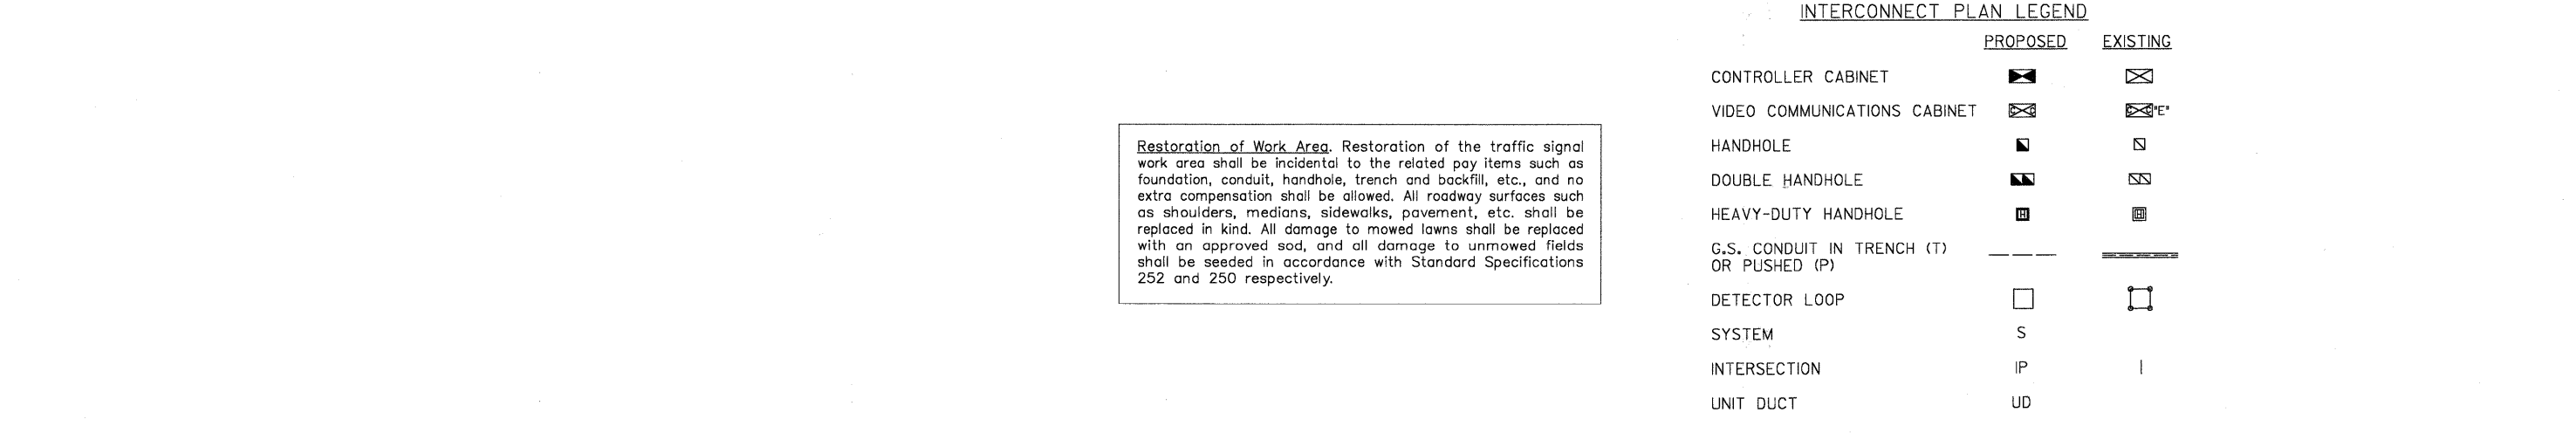 INTERCONNECT PLAN LEGEND
PROPOSED EXISTING
CONTROLLER CABINET
VIDEO COMMUNICATIONS CABINET "E"
HANDHOLE
DOUBLE HANDHOLE
HEAVY-DUTY HANDHOLE H H
G.S. CONDUIT IN TRENCH (T)
OR PUSHED (P)
DETECTOR LOOP
SYSTEM S
INTERSECTION IP I
UNIT DUCT UD
Restoration of Work Area. Restoration of the traffic signal
work area shall be incidental to the related pay items such as
foundation, conduit, handhole, trench and backfill, etc., and no
extra compensation shall be allowed. All roadway surfaces such
as shoulders, medians, sidewalks, pavement, etc. shall be
replaced in kind. All damage to mowed lawns shall be replaced
with an approved sod, and all damage to unmowed fields
shall be seeded in accordance with Standard Specifications
252 and 250 respectively.